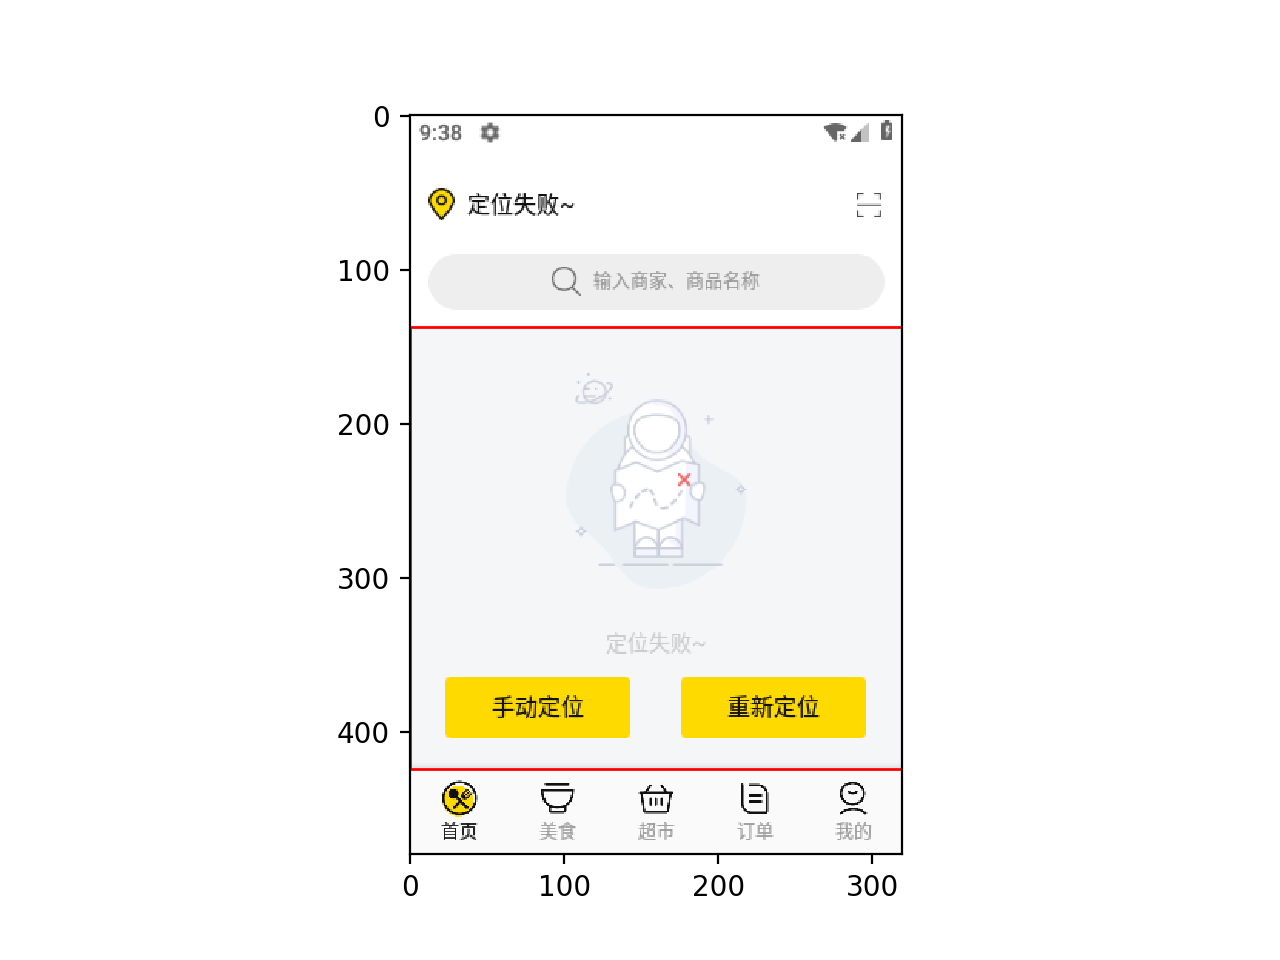 0
9:38
定位失败~
100
输入商家、商品名称
200
300
定位失败~
手动定位 重新定位
400
首页 美食 超市 订单 我的
0 100 200 300